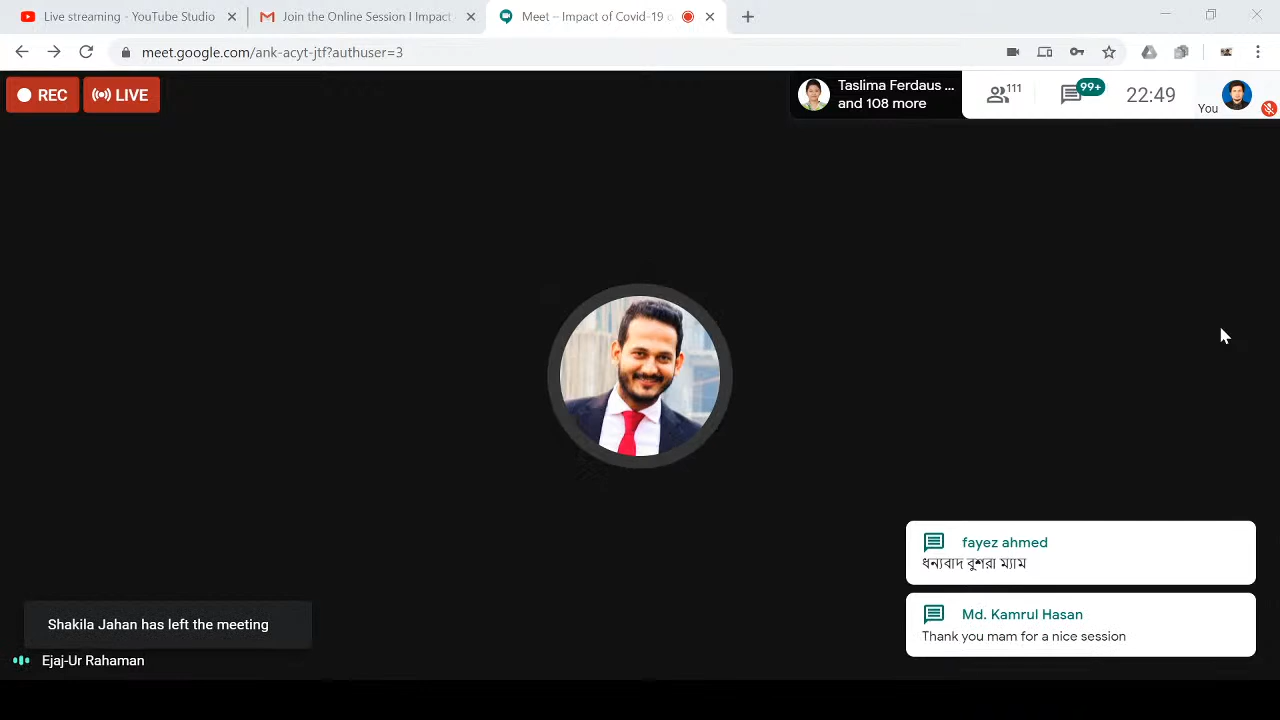 Live streaming - YouTube Studio
Join the Online Session I Impact
Meet – Impact of Covid-19 o
meet.google.com/ank-acyt-jtf?authuser=3
REC
LIVE
Taslima Ferdaus ...
and 108 more
111
99+
22:49
You
fayez ahmed
ধন্যবাদ বুশরা ম্যাম
Md. Kamrul Hasan
Thank you mam for a nice session
Shakila Jahan has left the meeting
Ejaj-Ur Rahaman